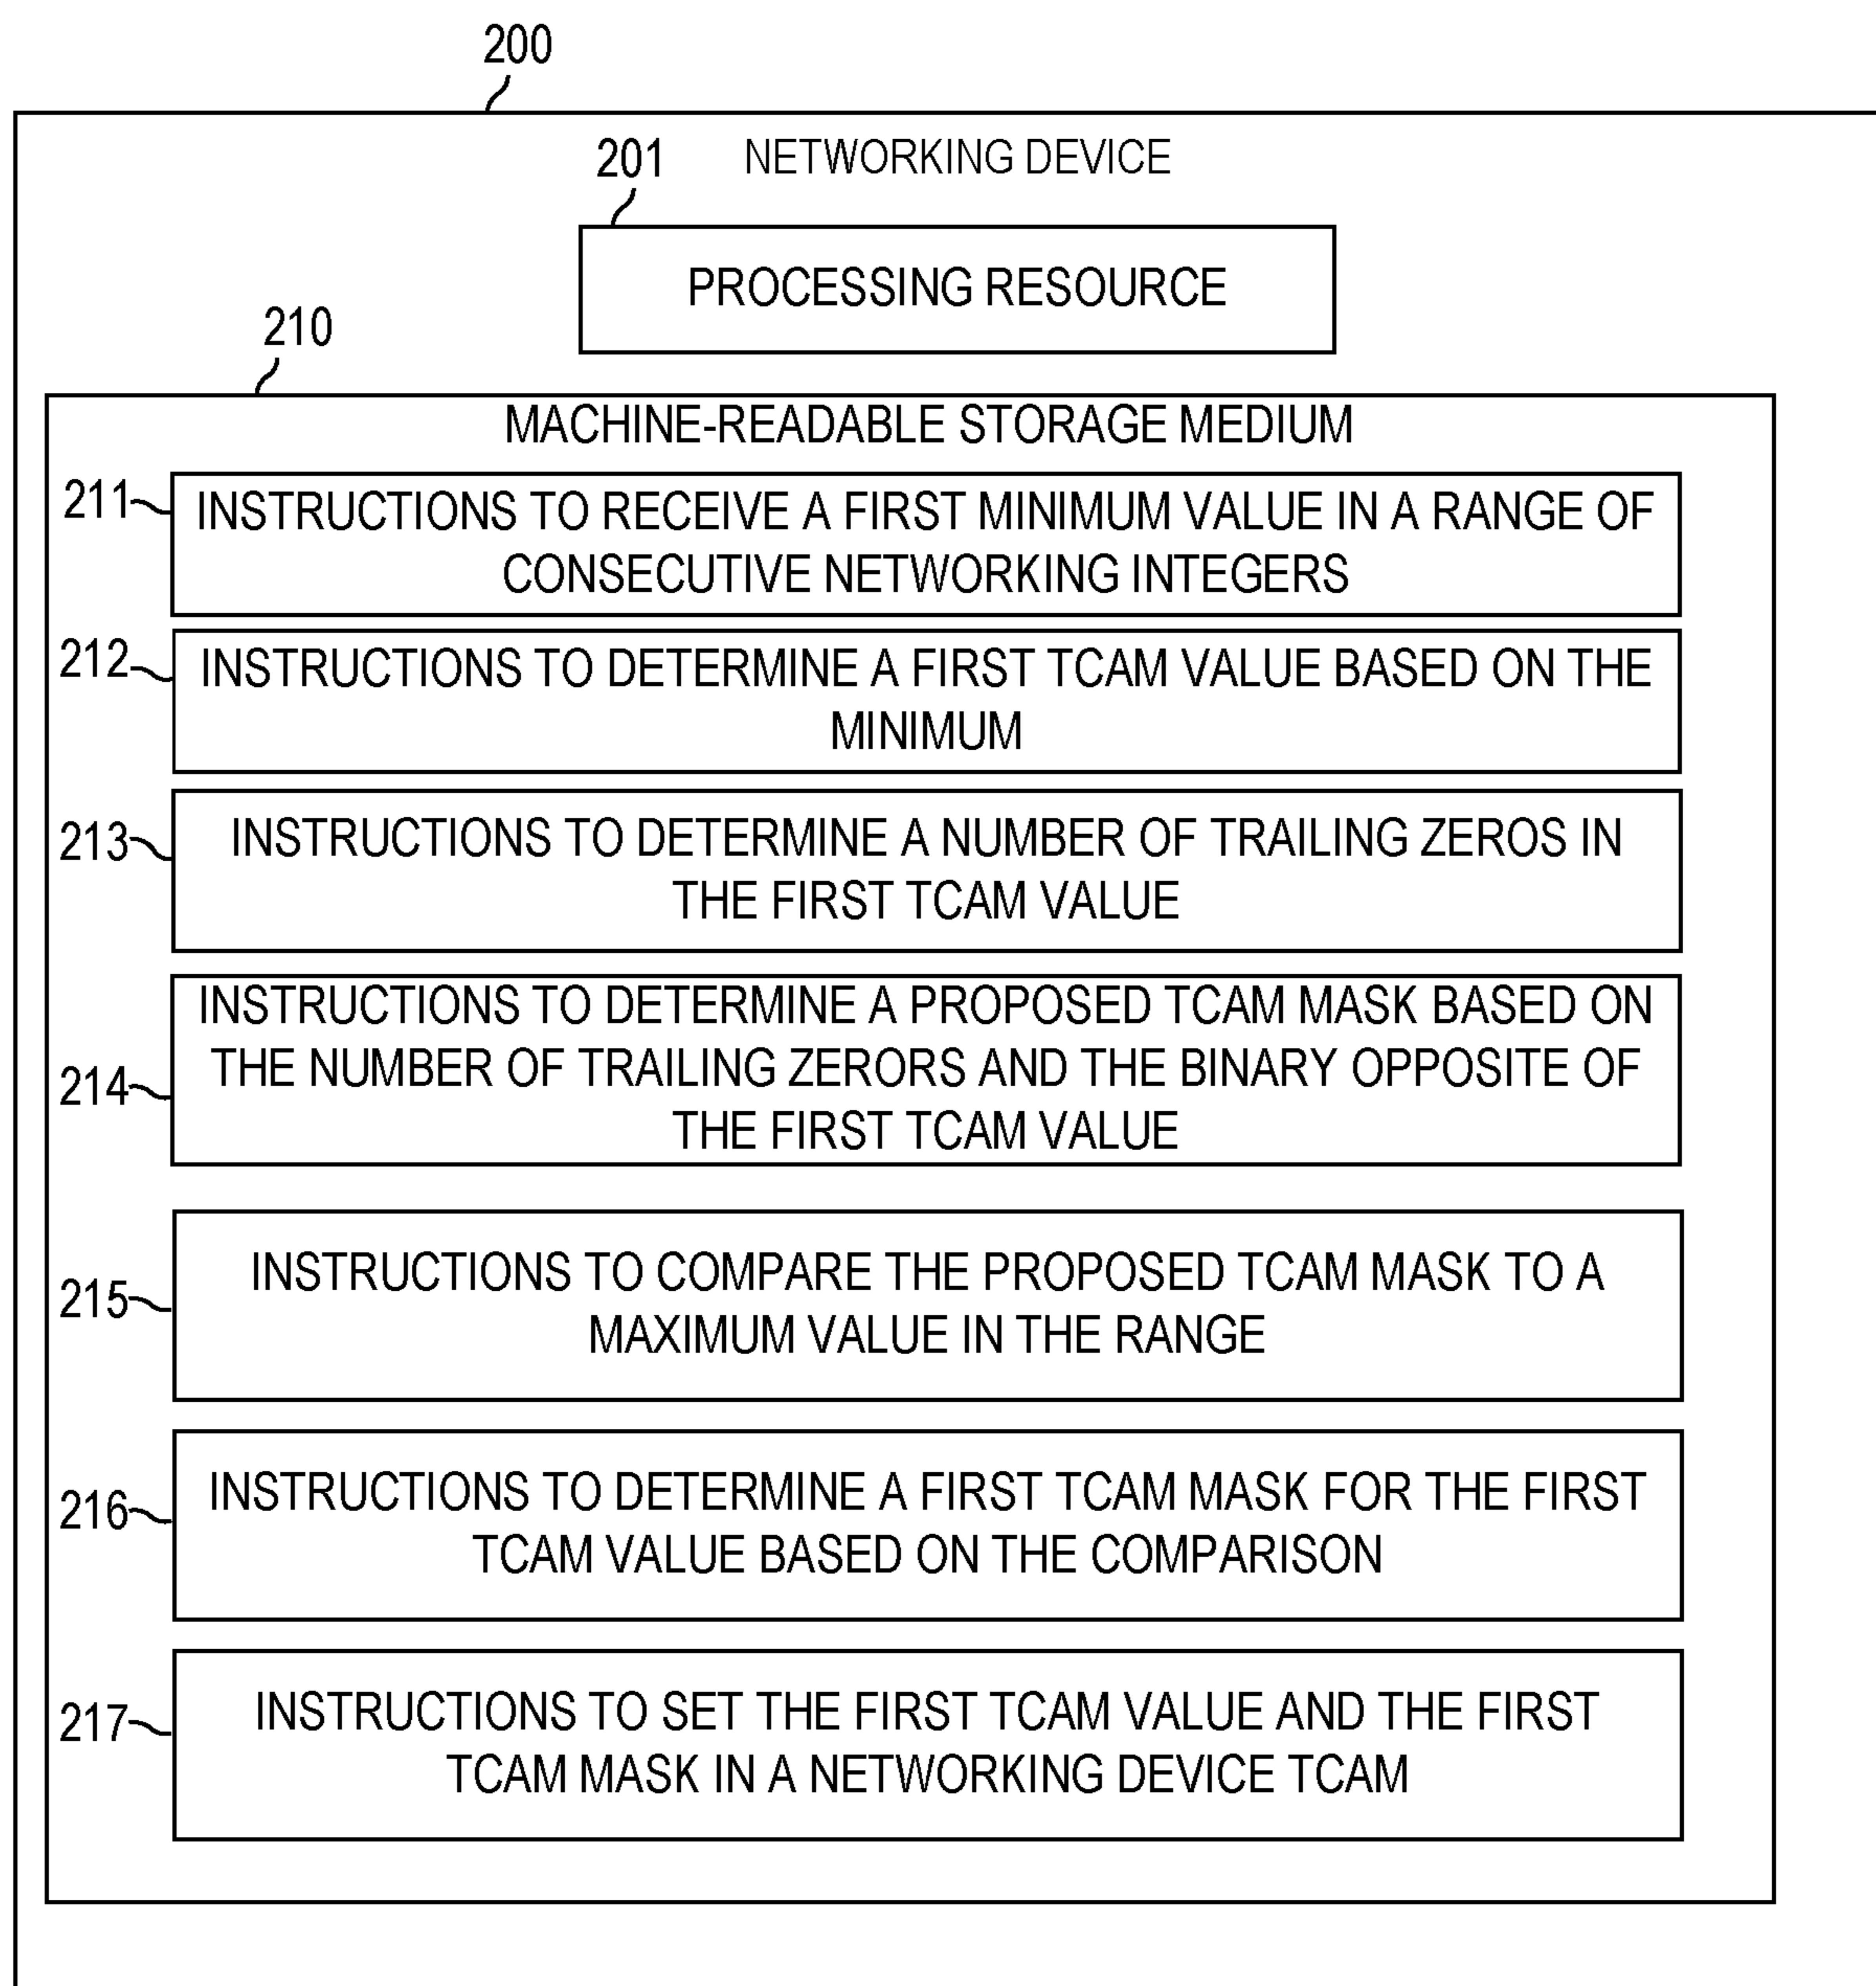 200
201
NETWORKING DEVICE
PROCESSING RESOURCE
210
MACHINE-READABLE STORAGE MEDIUM
211
INSTRUCTIONS TO RECEIVE A FIRST MINIMUM VALUE IN A RANGE OF
CONSECUTIVE NETWORKING INTEGERS
212
INSTRUCTIONS TO DETERMINE A FIRST TCAM VALUE BASED ON THE
MINIMUM
213
INSTRUCTIONS TO DETERMINE A NUMBER OF TRAILING ZEROS IN
THE FIRST TCAM VALUE
214
INSTRUCTIONS TO DETERMINE A PROPOSED TCAM MASK BASED ON
THE NUMBER OF TRAILING ZERORS AND THE BINARY OPPOSITE OF
THE FIRST TCAM VALUE
215
INSTRUCTIONS TO COMPARE THE PROPOSED TCAM MASK TO A
MAXIMUM VALUE IN THE RANGE
216
INSTRUCTIONS TO DETERMINE A FIRST TCAM MASK FOR THE FIRST
TCAM VALUE BASED ON THE COMPARISON
217
INSTRUCTIONS TO SET THE FIRST TCAM VALUE AND THE FIRST
TCAM MASK IN A NETWORKING DEVICE TCAM